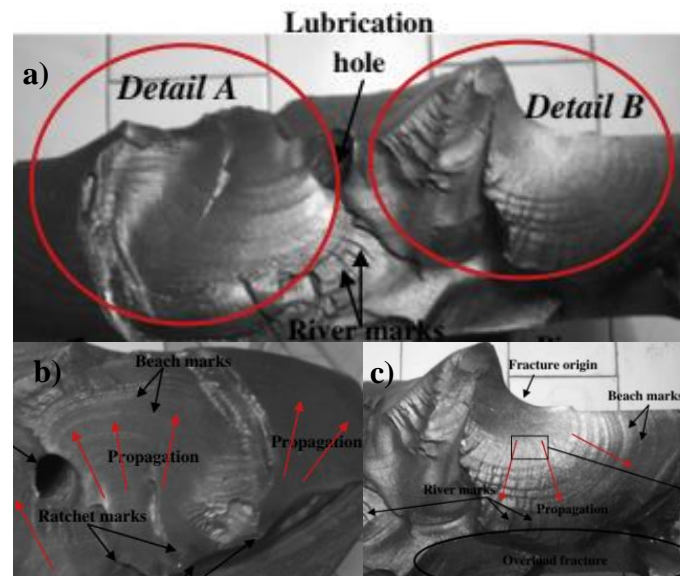 Lubrication
hole
a)
Detail A
Detail B
River marks
b)
Beach marks
Propagation
Propagation
Ratchet marks
c)
Fracture origin
Beach marks
River marks
Propagation
Overload fracture